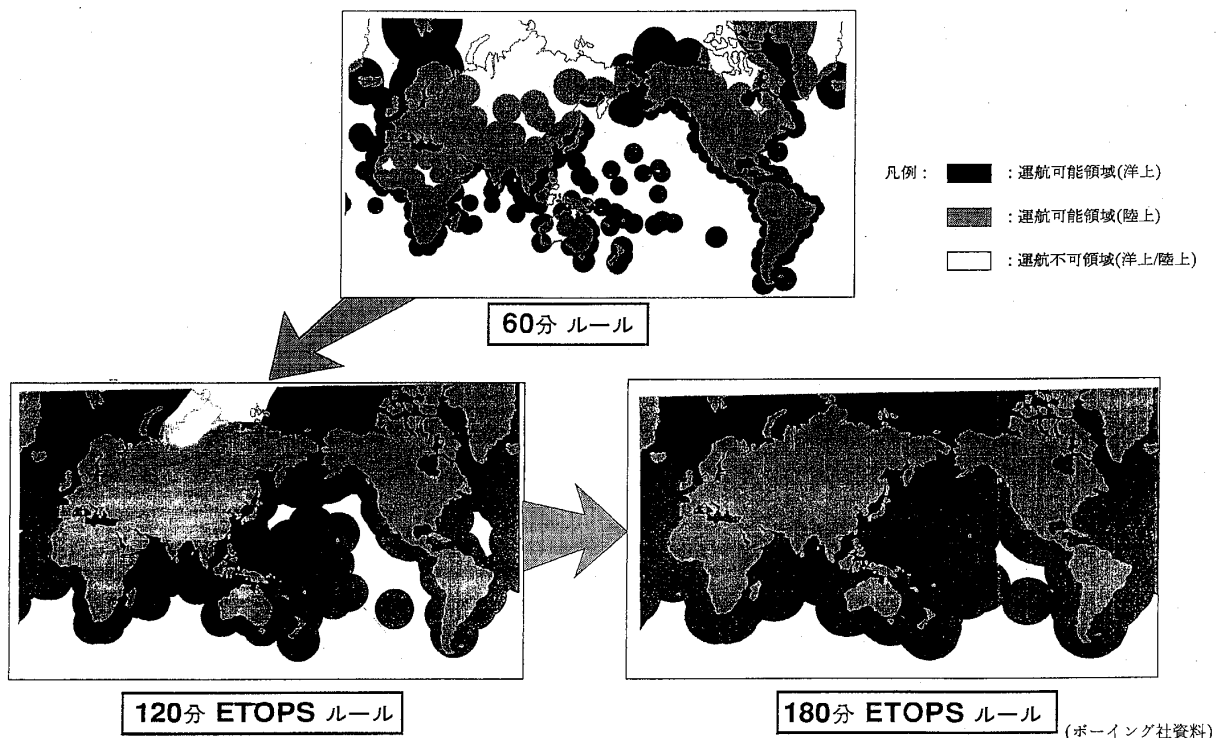 凡例：
：運航可能領域(洋上)
：運航可能領域(陸上)
：運航不可領域(洋上/陸上)
60分 ルール
120分 ETOPS ルール
180分 ETOPS ルール
(ボーイング社資料)